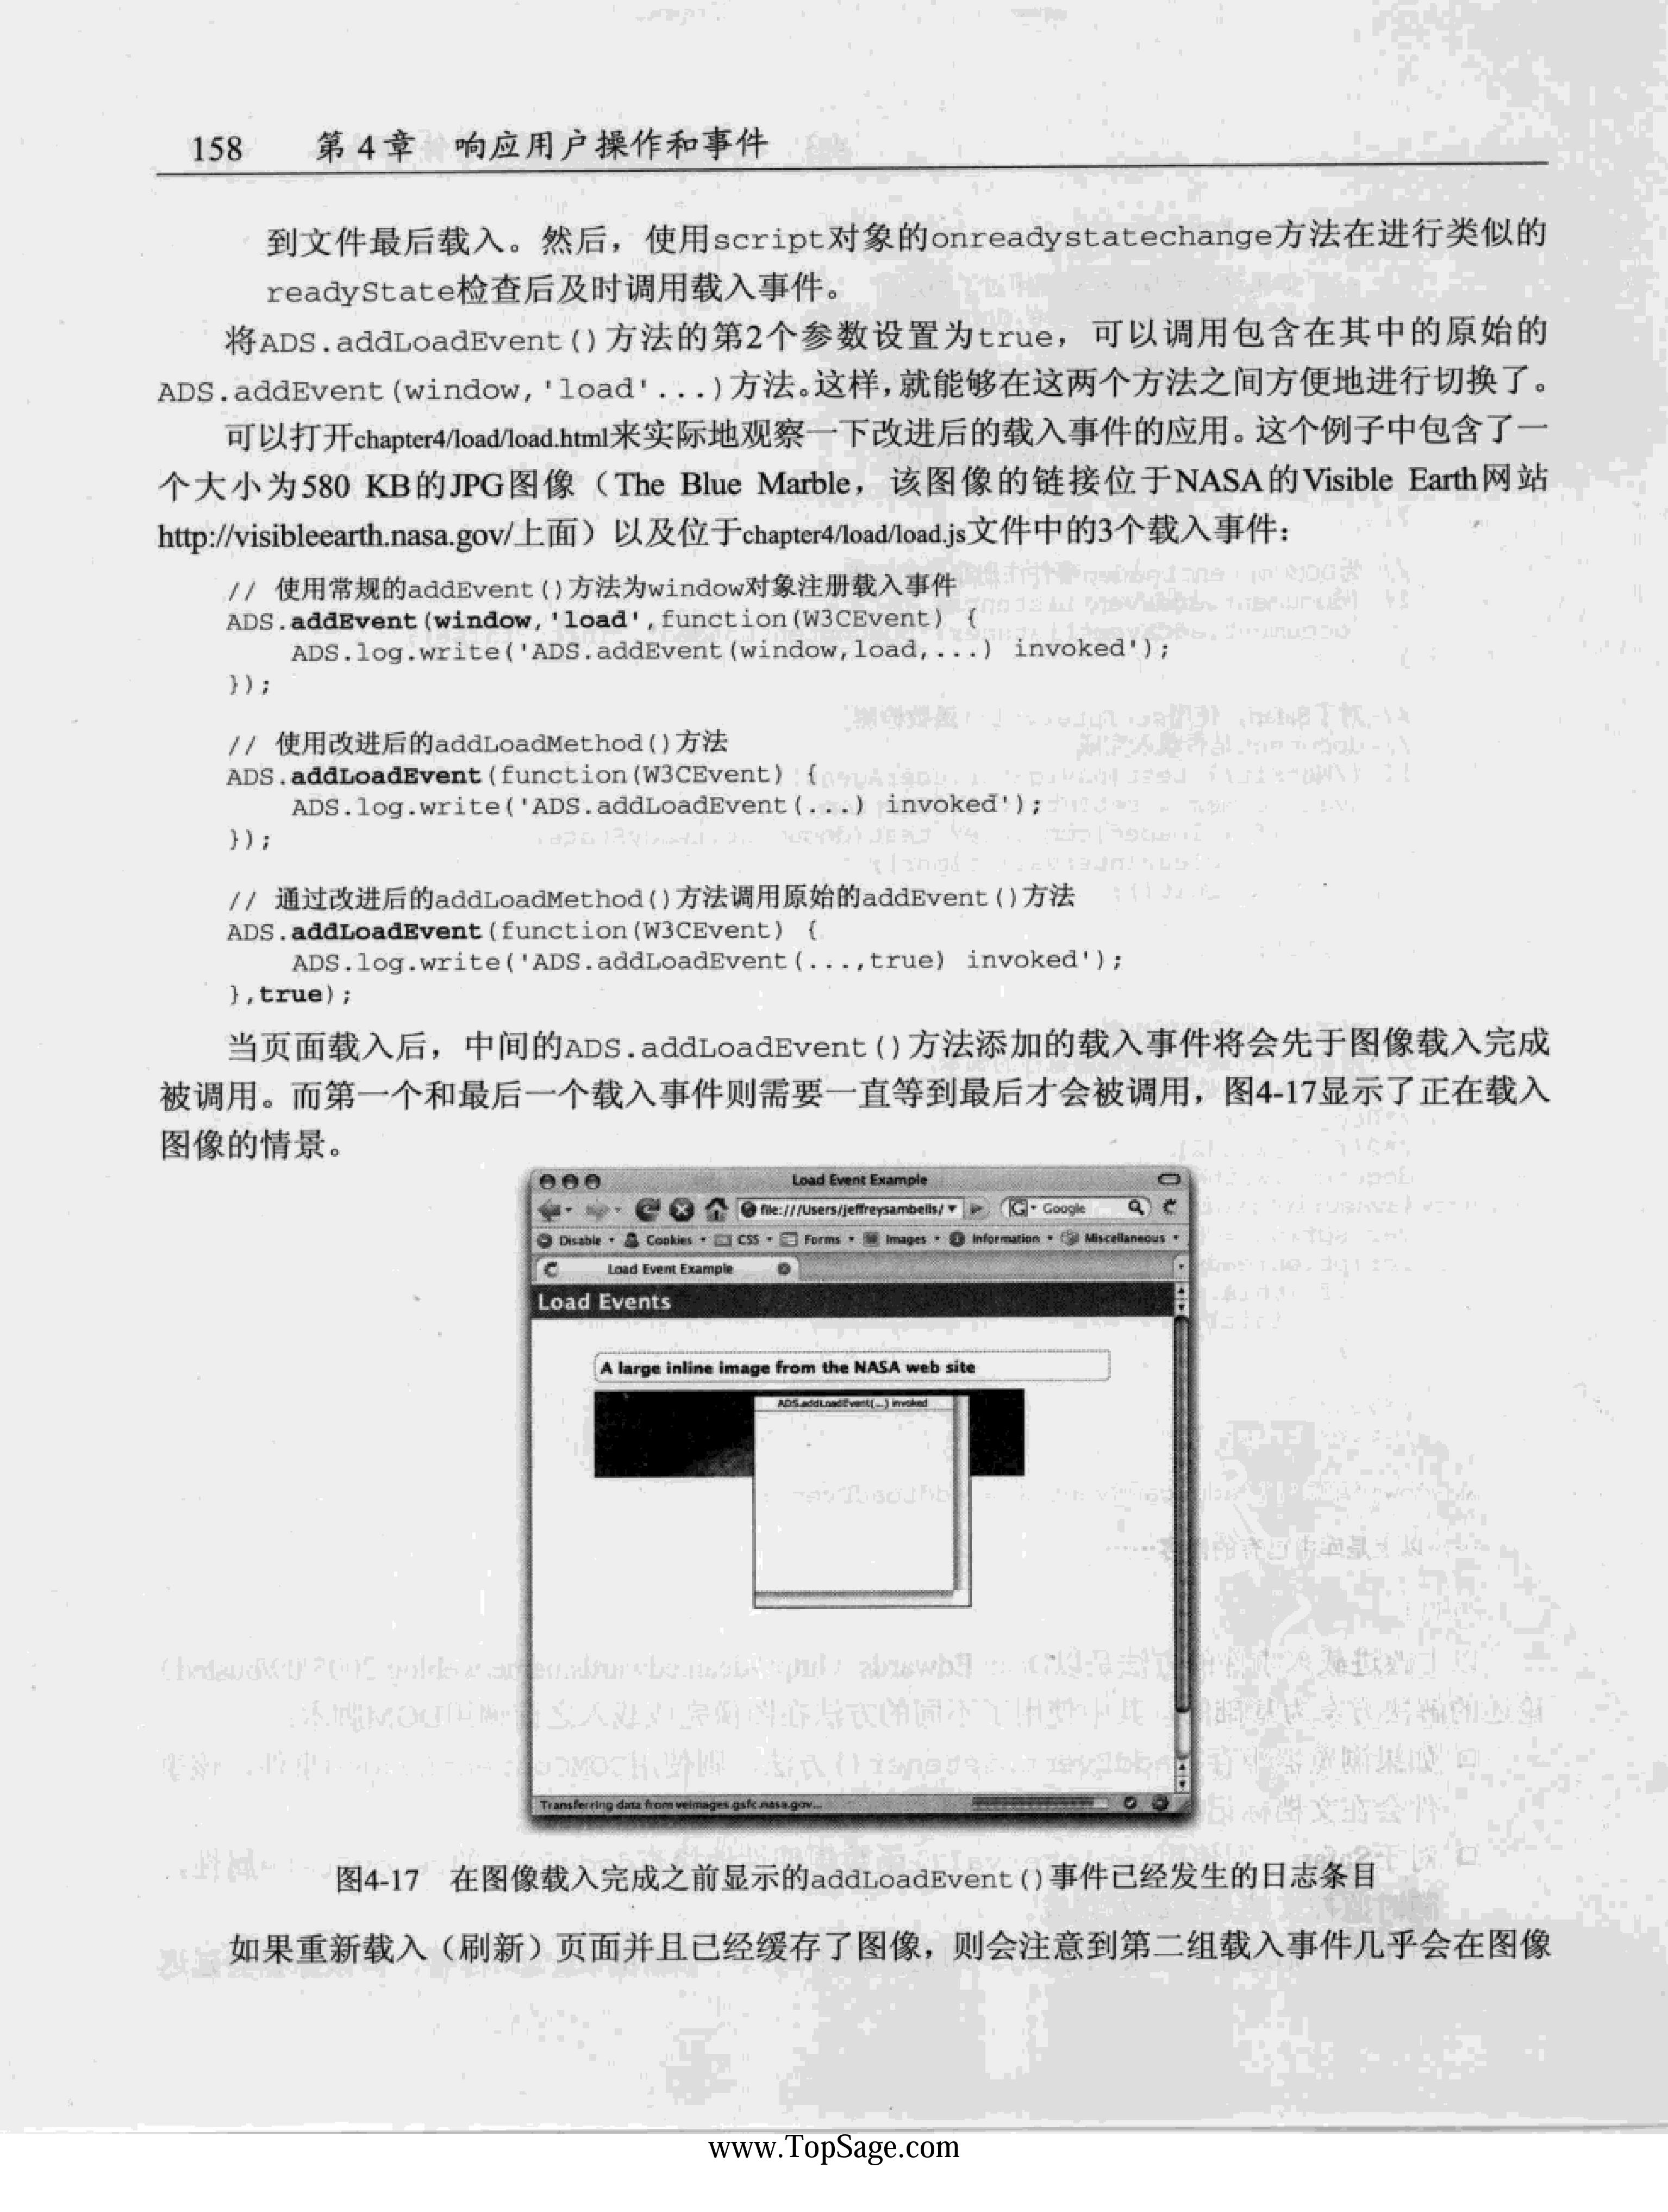 158 第4章 响应用户操作和事件
到文件最后载入。然后，使用script对象的onreadystatechange方法在进行类似的
readyState检查后及时调用载入事件。
将ADS.addLoadEvent()方法的第2个参数设置为true，可以调用包含在其中的原始的
ADS.addEvent(window,'load'...)方法。这样，就能够在这两个方法之间方便地进行切换了。
可以打开chapter4/load/load.html来实际地观察一下改进后的载入事件的应用。这个例子中包含了一
个大小为580 KB的JPG图像（The Blue Marble，该图像的链接位于NASA的Visible Earth网站
http://visibleearth.nasa.gov/上面）以及位于chapter4/load/load.js文件中的3个载入事件：
// 使用常规的addEvent()方法为window对象注册载入事件
ADS.addEvent(window,'load',function(W3CEvent) {
    ADS.log.write('ADS.addEvent(window,load,...) invoked');
});
// 使用改进后的addLoadMethod()方法
ADS.addLoadEvent(function(W3CEvent) {
    ADS.log.write('ADS.addLoadEvent(...) invoked');
});
// 通过改进后的addLoadMethod()方法调用原始的addEvent()方法
ADS.addLoadEvent(function(W3CEvent) {
    ADS.log.write('ADS.addLoadEvent(...,true) invoked');
},true);
当页面载入后，中间的ADS.addLoadEvent()方法添加的载入事件将会先于图像载入完成
被调用。而第一个和最后一个载入事件则需要一直等到最后才会被调用，图4-17显示了正在载入
图像的情景。
Load Event Example
file:///Users/jeffreysambells/ Google
Disable Cookies CSS Forms Images Information Miscellaneous
Load Event Example
Load Events
A large inline image from the NASA web site
ADS.addLoadEvent(...) invoked
Transferring data from veimages.gsfc.nasa.gov...
图4-17 在图像载入完成之前显示的addLoadEvent()事件已经发生的日志条目
如果重新载入（刷新）页面并且已经缓存了图像，则会注意到第二组载入事件几乎会在图像
www.TopSage.com